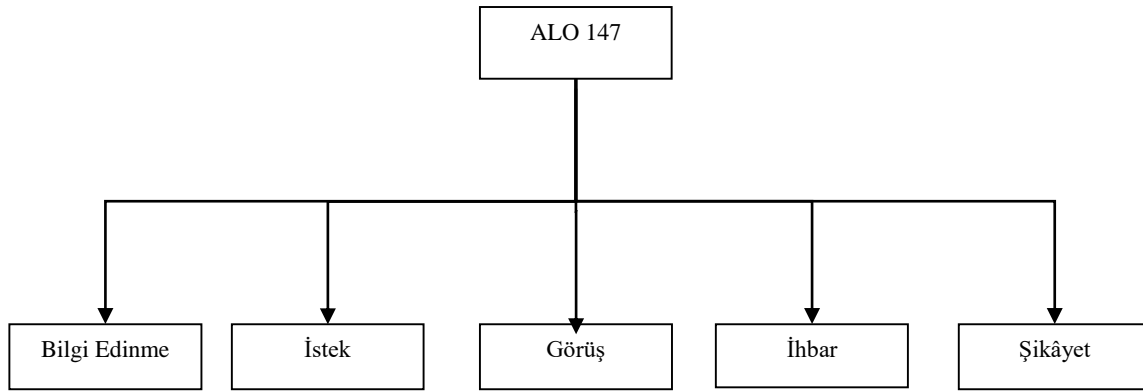 ALO 147
Bilgi Edinme
İstek
Görüş
İhbar
Şikâyet